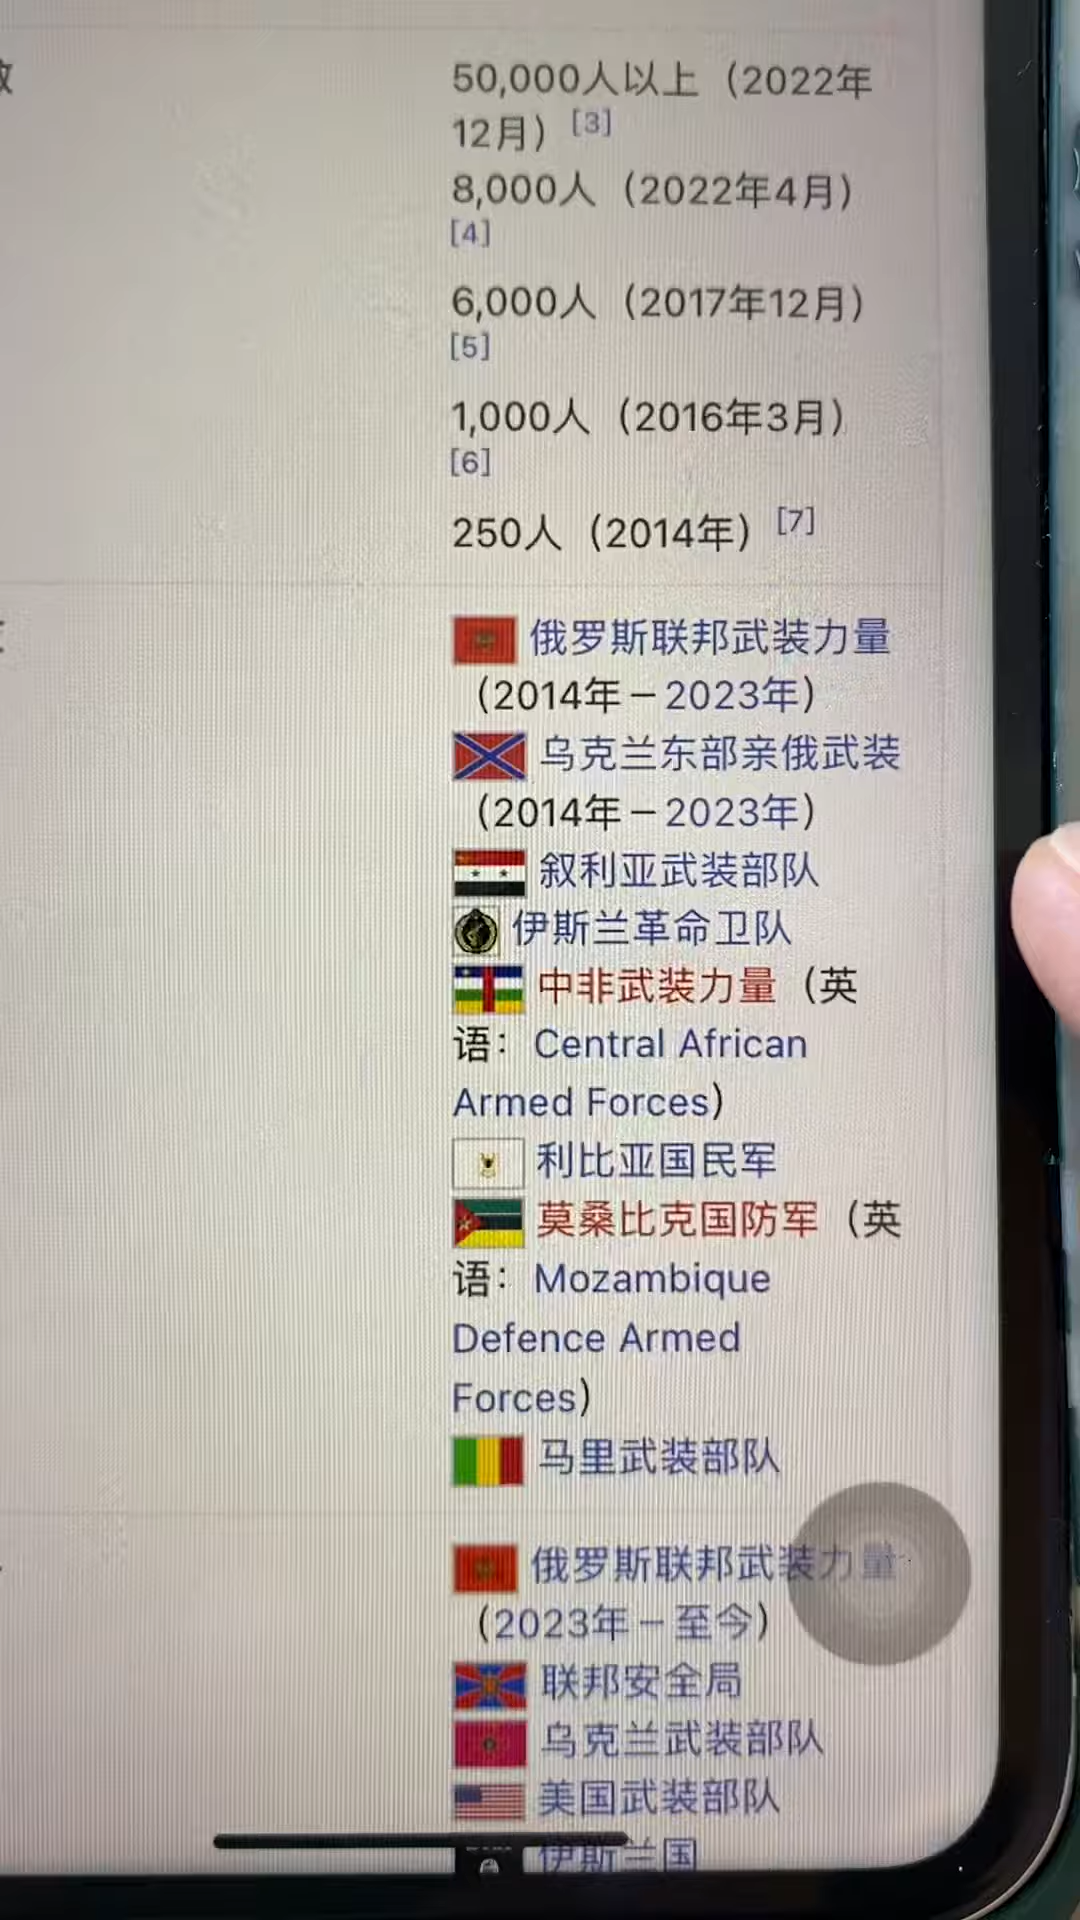 50,000人以上（2022年
12月）[3]
8,000人（2022年4月）
[4]
6,000人（2017年12月）
[5]
1,000人（2016年3月）
[6]
250人（2014年）[7]
俄罗斯联邦武装力量
（2014年－2023年）
乌克兰东部亲俄武装
（2014年－2023年）
叙利亚武装部队
伊斯兰革命卫队
中非武装力量（英
语：Central African
Armed Forces）
利比亚国民军
莫桑比克国防军（英
语：Mozambique
Defence Armed
Forces）
马里武装部队
俄罗斯联邦武装力量
（2023年－至今）
联邦安全局
乌克兰武装部队
美国武装部队
伊斯兰国